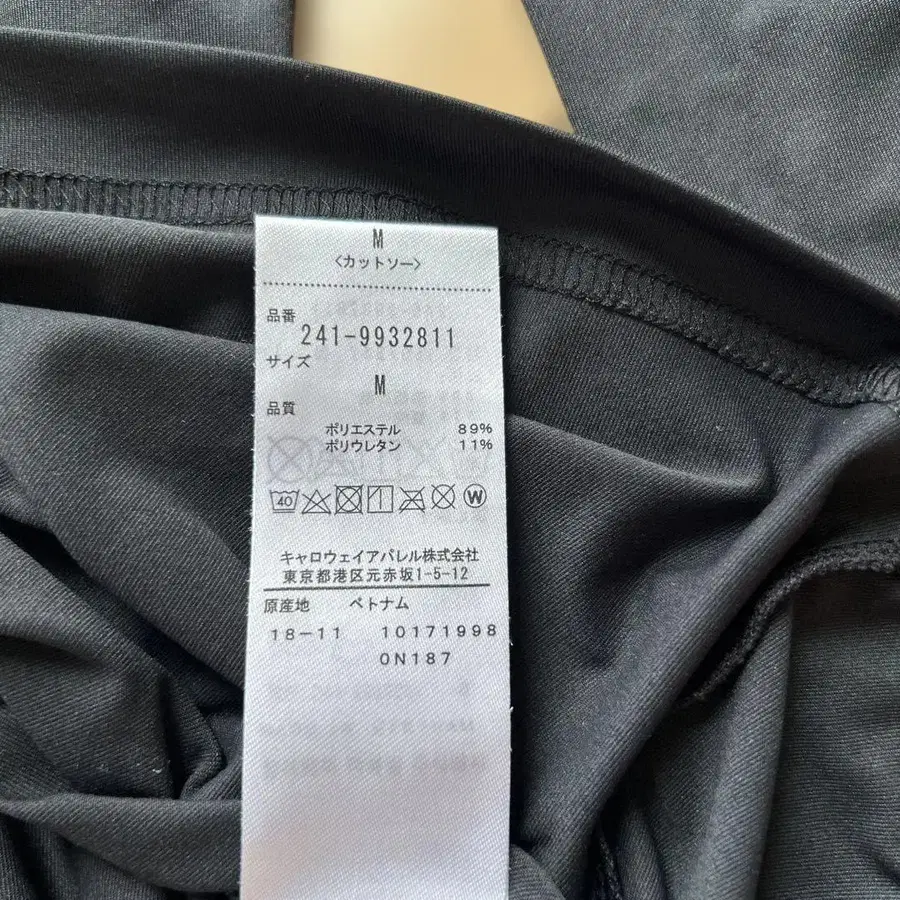 M
〈カットソー〉
品番
241-9932811
サイズ
M
品質
ポリエステル 89%
ポリウレタン 11%
40 W
キャロウェイアパレル株式会社
東京都港区元赤坂1-5-12
原産地 ベトナム
18-11 10171998
0N187